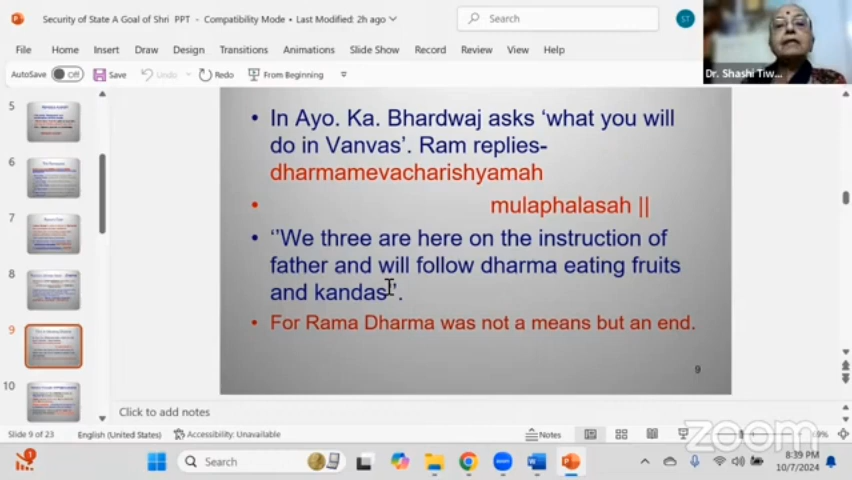 Security of State A Goal of Shri PPT - Compatibility Mode • Last Modified: 2h ago
Search
ST
File Home Insert Draw Design Transitions Animations Slide Show Record Review View Help
AutoSave Off Save Undo Redo From Beginning
Dr. Shashi Tiw...
5
6
7
8
9
10
• In Ayo. Ka. Bhardwaj asks ‘what you will
do in Vanvas’. Ram replies-
dharmamevacharishyamah
• mulaphalasah ||
• ‘’We three are here on the instruction of
father and will follow dharma eating fruits
and kandas’’.
• For Rama Dharma was not a means but an end.
9
Click to add notes
Slide 9 of 23 English (United States) Accessibility: Unavailable Notes
zoom
Search
8:39 PM
10/7/2024